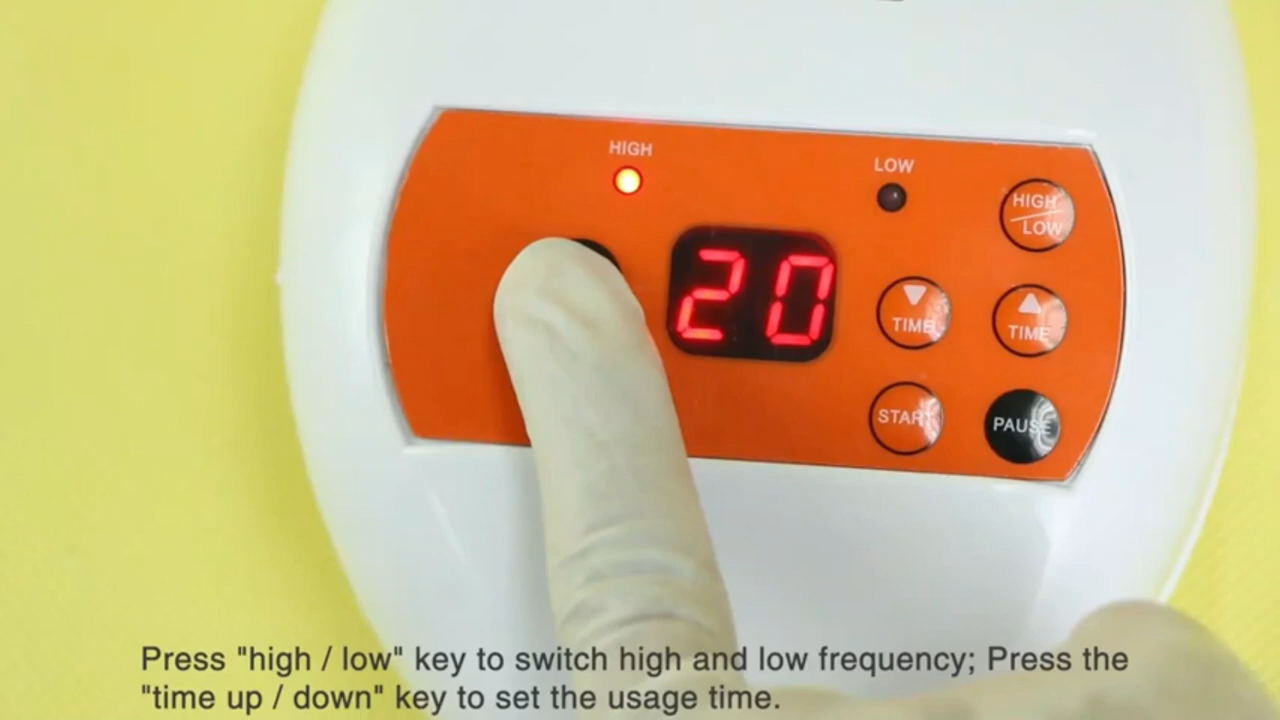 HIGH
LOW
HIGH
LOW
20
TIME
TIME
START
PAUSE
Press "high / low" key to switch high and low frequency; Press the
"time up / down" key to set the usage time.